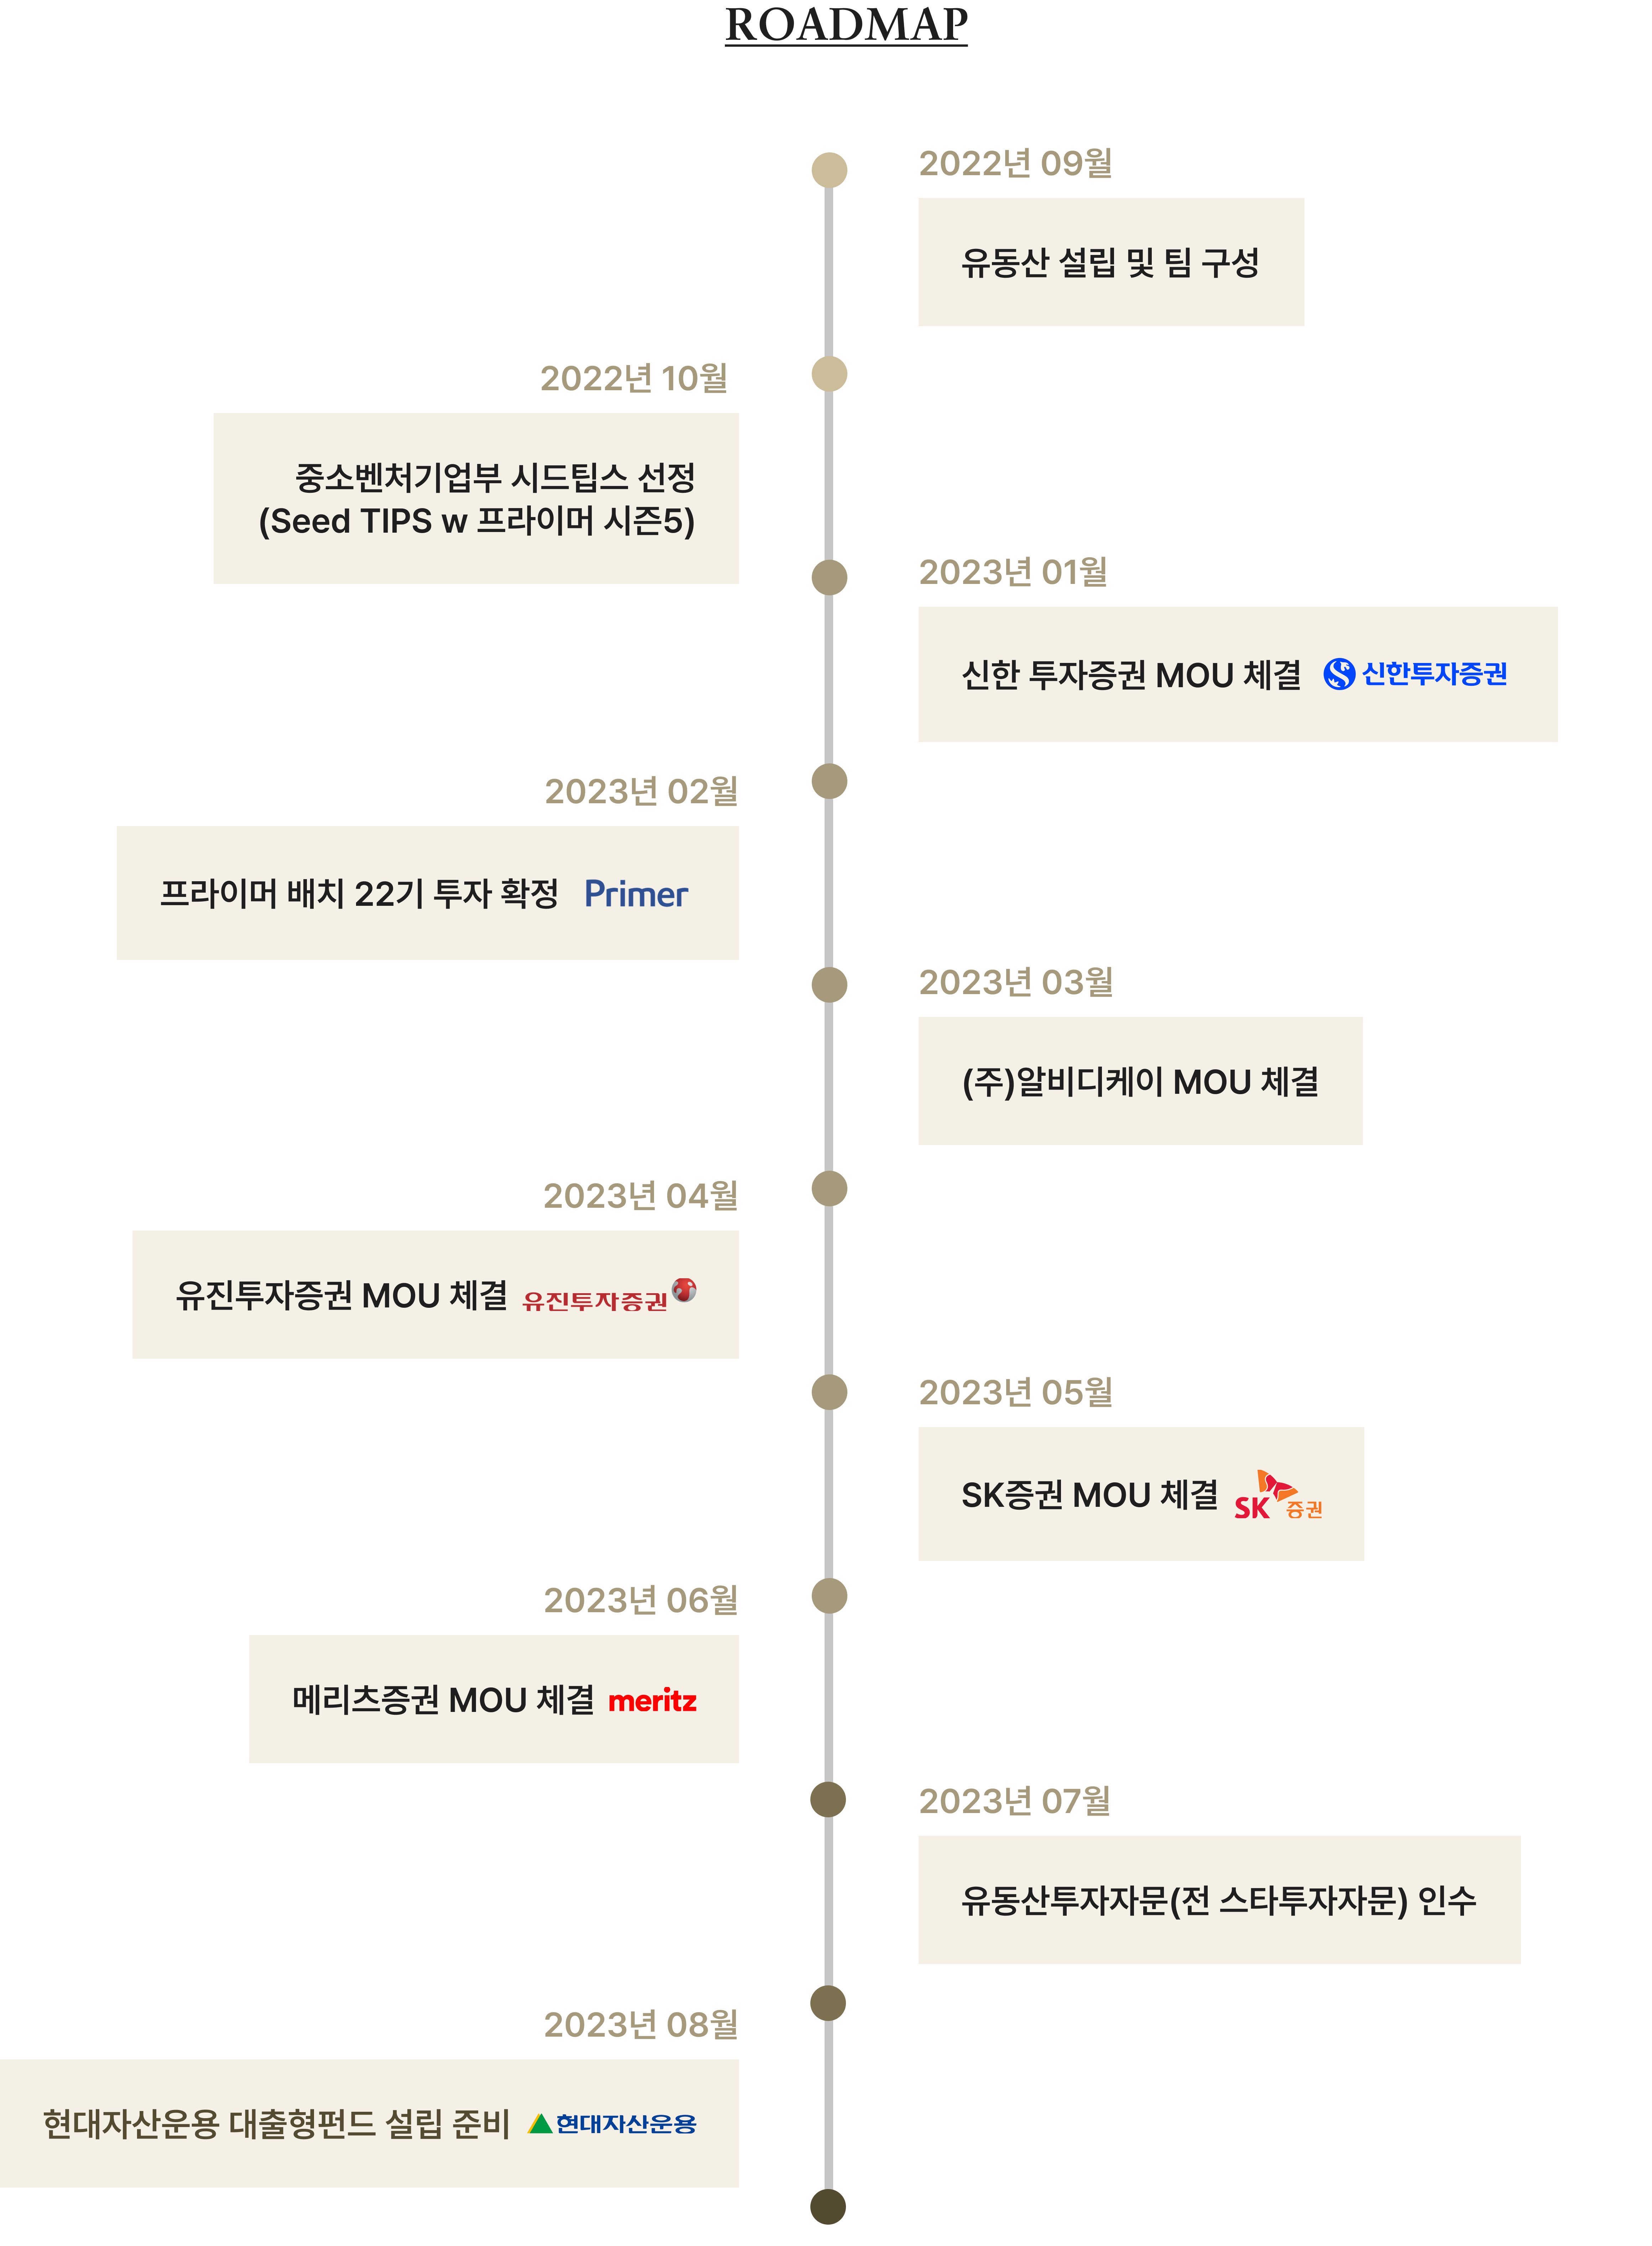 ROADMAP
2022년 09월
유동산 설립 및 팀 구성
2022년 10월
중소벤처기업부 시드팁스 선정
(Seed TIPS w 프라이머 시즌5)
2023년 01월
신한 투자증권 MOU 체결 신한투자증권
2023년 02월
프라이머 배치 22기 투자 확정 Primer
2023년 03월
(주)알비디케이 MOU 체결
2023년 04월
유진투자증권 MOU 체결 유진투자증권
2023년 05월
SK증권 MOU 체결 SK증권
2023년 06월
메리츠증권 MOU 체결 meritz
2023년 07월
유동산투자자문(전 스타투자자문) 인수
2023년 08월
현대자산운용 대출형펀드 설립 준비 현대자산운용